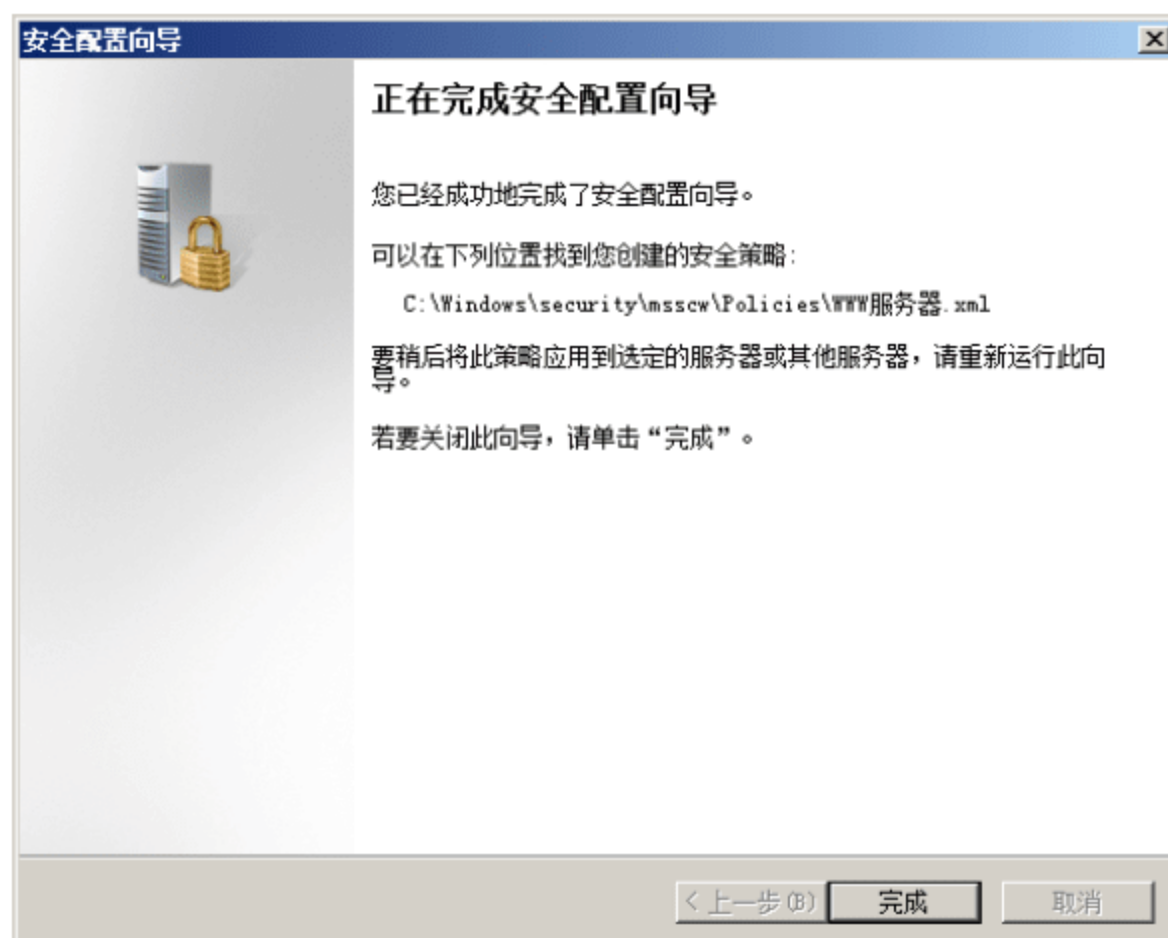 安全配置向导
正在完成安全配置向导
您已经成功地完成了安全配置向导。
可以在下列位置找到您创建的安全策略:
C:\Windows\security\msscw\Policies\WWW服务器.xml
要稍后将此策略应用到选定的服务器或其他服务器，请重新运行此向
导。
若要关闭此向导，请单击“完成”。
< 上一步(B)
完成
取消